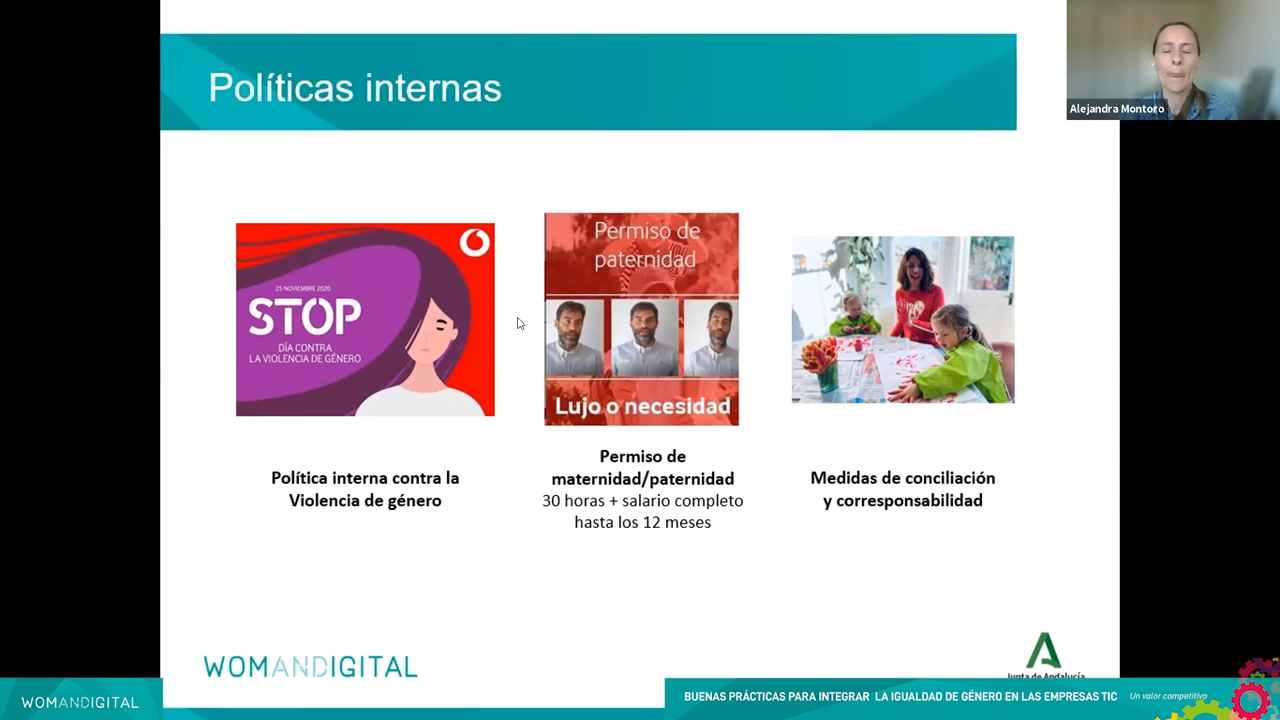 Políticas internas
Alejandra Montoro
25 NOVIEMBRE 2020
STOP
DÍA CONTRA
LA VIOLENCIA DE GÉNERO
Permiso de
paternidad
Lujo o necesidad
Política interna contra la
Violencia de género
Permiso de
maternidad/paternidad
30 horas + salario completo
hasta los 12 meses
Medidas de conciliación
y corresponsabilidad
WOMANDIGITAL
Junta de Andalucía
WOMANDIGITAL
BUENAS PRÁCTICAS PARA INTEGRAR LA IGUALDAD DE GÉNERO EN LAS EMPRESAS TIC
Un valor competitivo